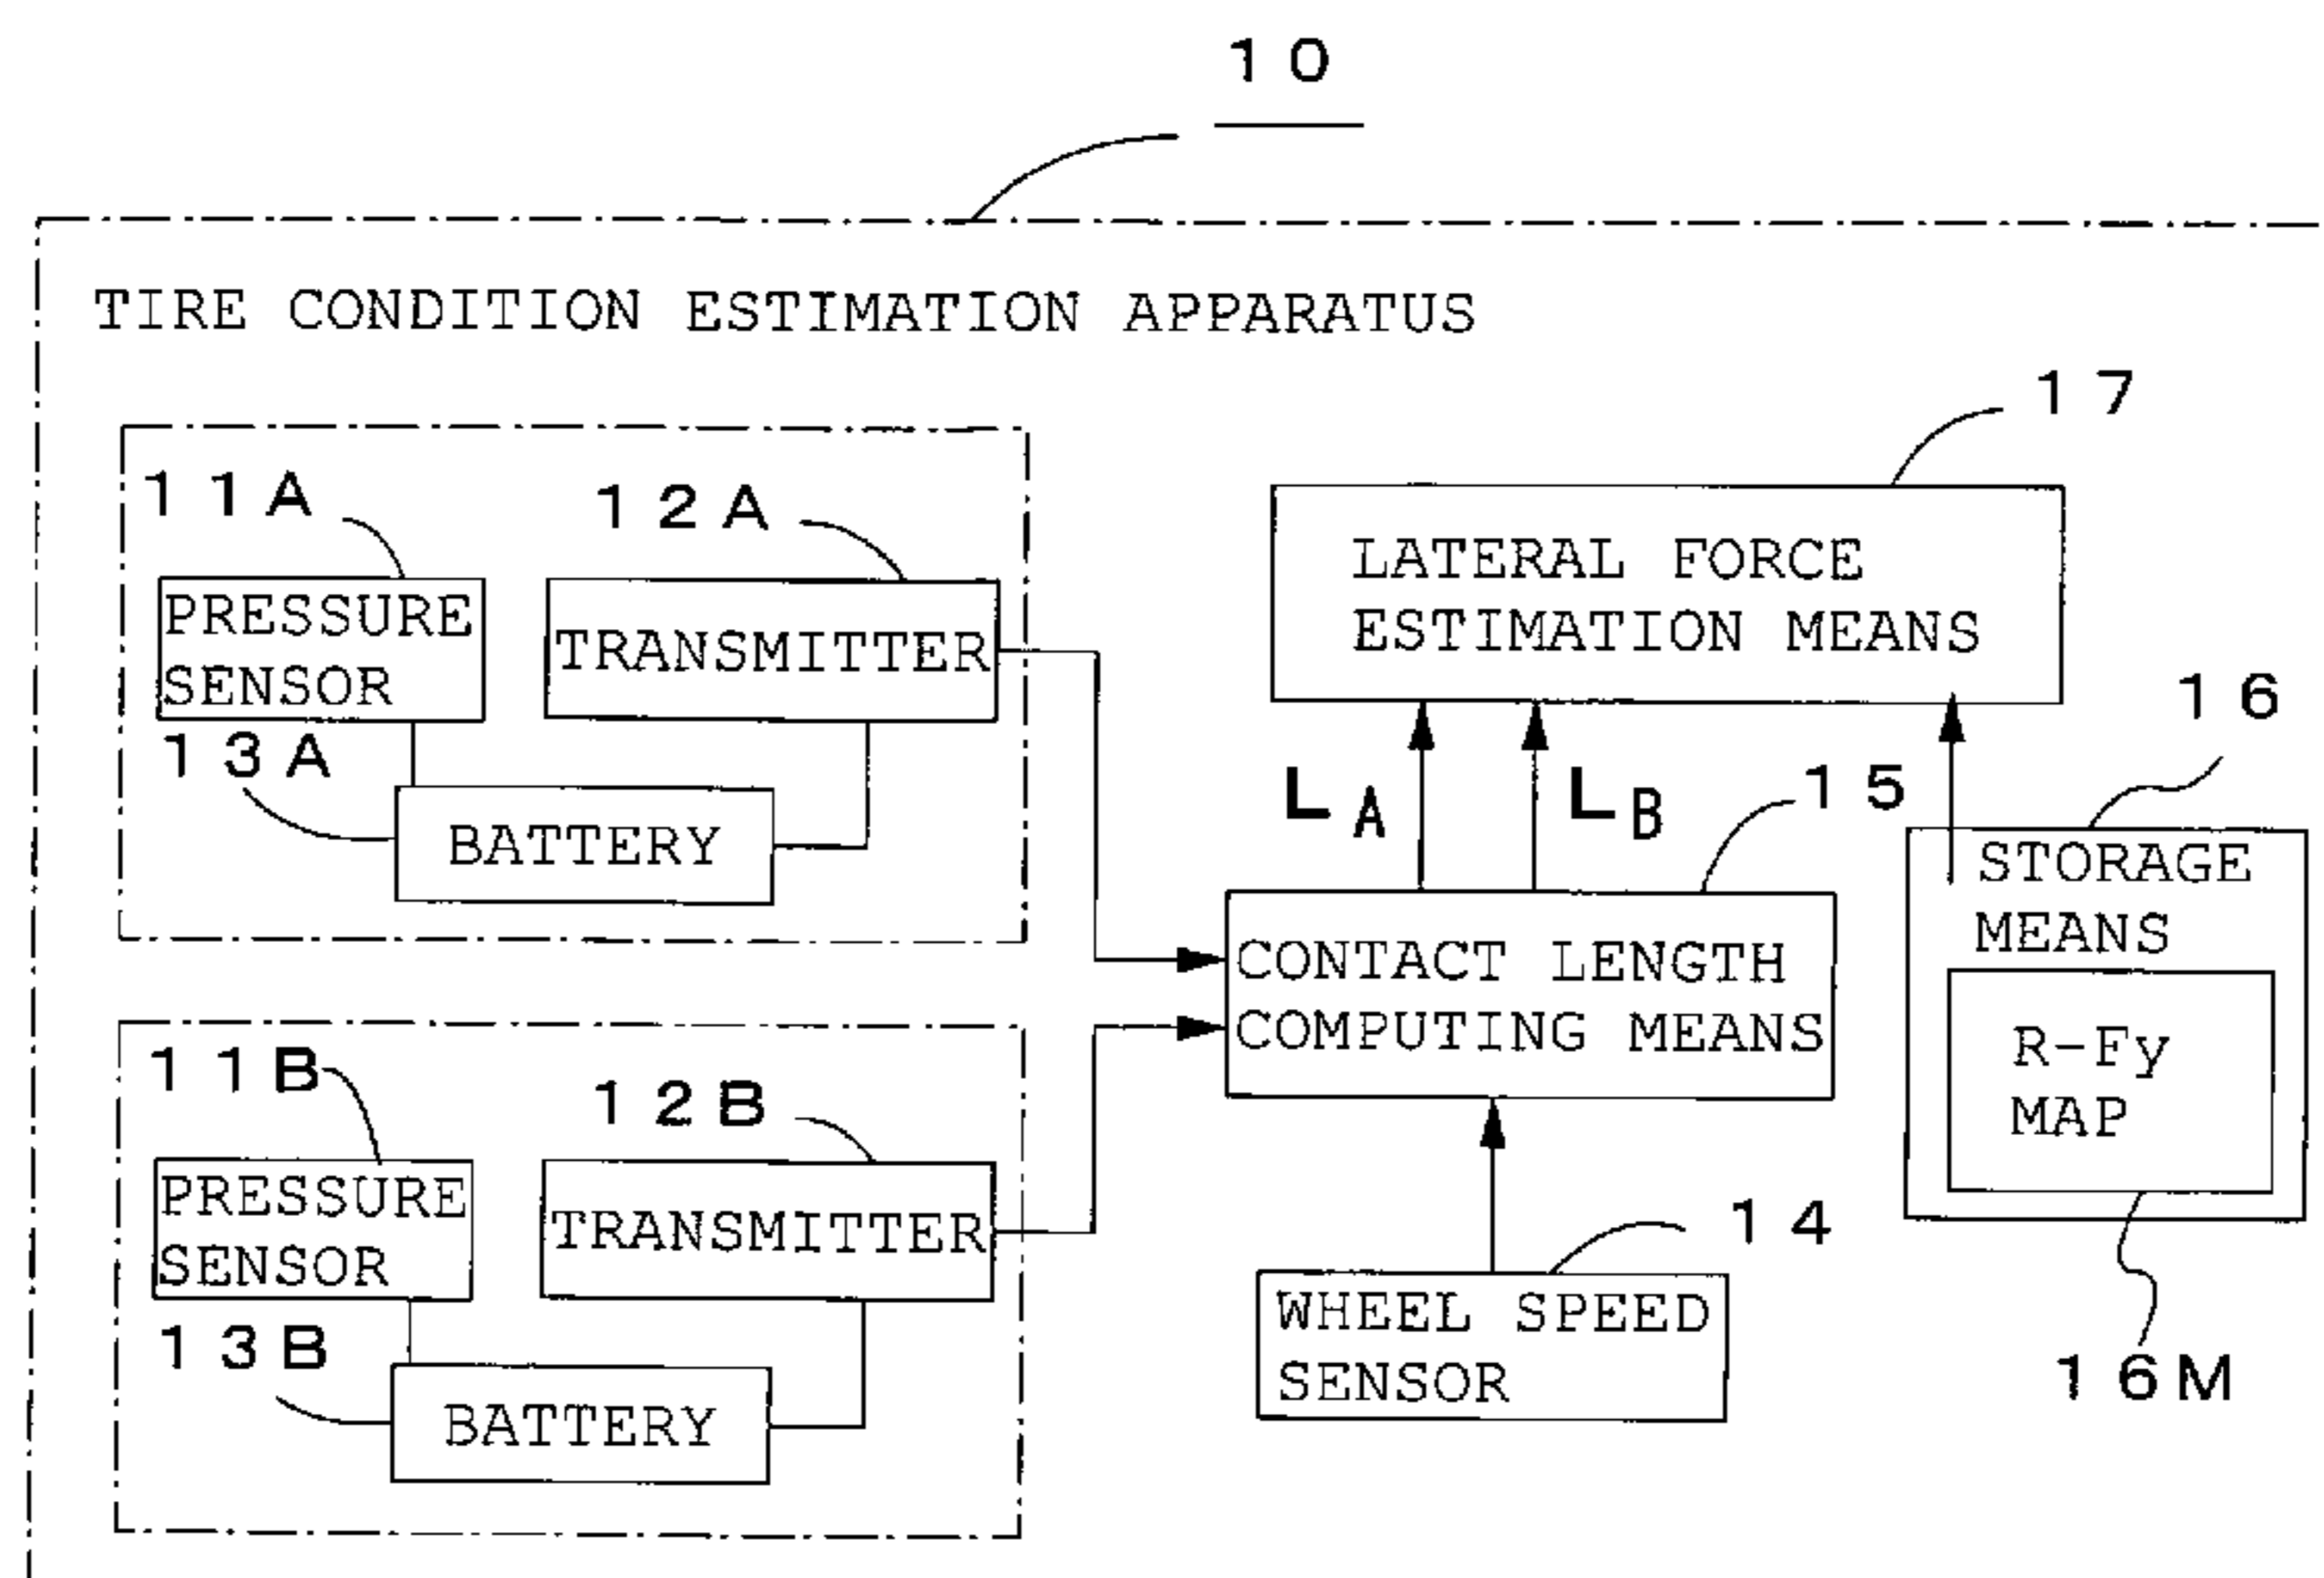 10
TIRE CONDITION ESTIMATION APPARATUS
17
11A
12A
LATERAL FORCE
ESTIMATION MEANS
PRESSURE
SENSOR
TRANSMITTER
16
13A
BATTERY
LA
LB
15
STORAGE
MEANS
CONTACT LENGTH
COMPUTING MEANS
R-Fy
MAP
11B
12B
PRESSURE
SENSOR
TRANSMITTER
14
WHEEL SPEED
SENSOR
13B
BATTERY
16M